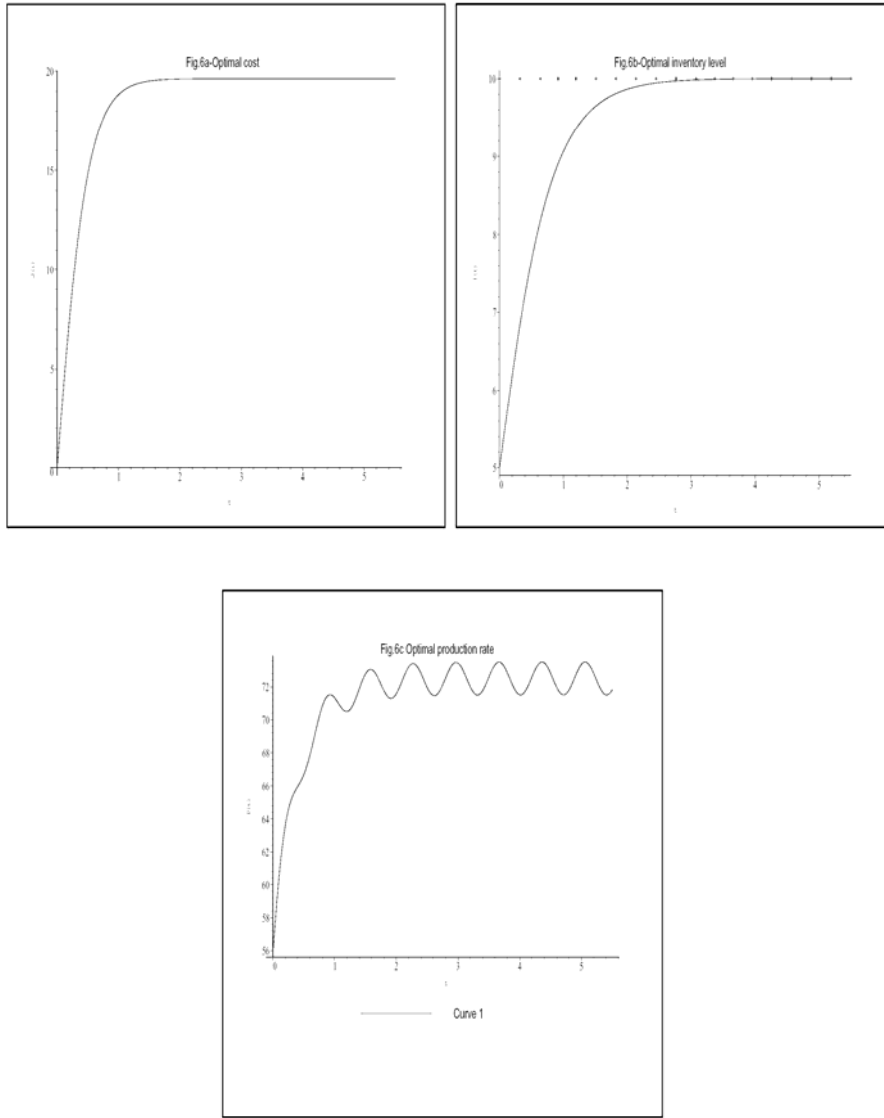 Fig.6a-Optimal cost
20
15
10
5
0
1 2 3 4 5
t
Fig.6b-Optimal inventory level
10
9
8
7
6
5
0 1 2 3 4 5
t
Fig.6c Optimal production rate
72
70
68
66
64
62
60
58
56
0 1 2 3 4 5
t
Curve 1